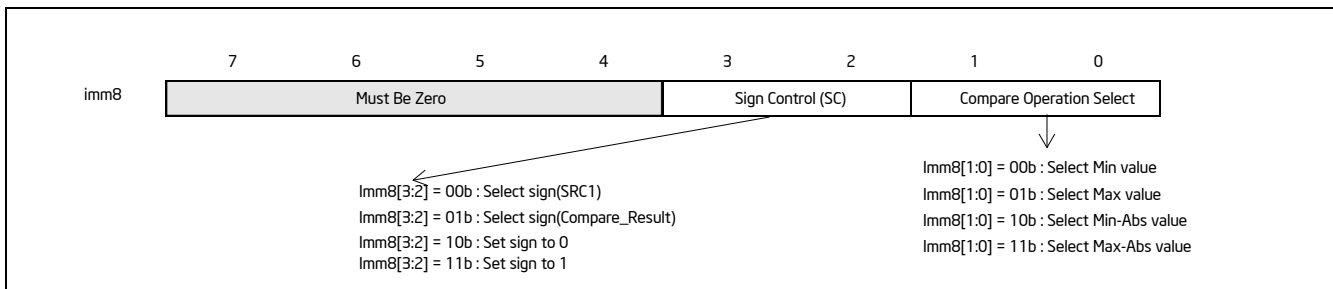 7 6 5 4 3 2 1 0
imm8 Must Be Zero Sign Control (SC) Compare Operation Select
Imm8[3:2] = 00b : Select sign(SRC1)
Imm8[3:2] = 01b : Select sign(Compare_Result)
Imm8[3:2] = 10b : Set sign to 0
Imm8[3:2] = 11b : Set sign to 1
Imm8[1:0] = 00b : Select Min value
Imm8[1:0] = 01b : Select Max value
Imm8[1:0] = 10b : Select Min-Abs value
Imm8[1:0] = 11b : Select Max-Abs value